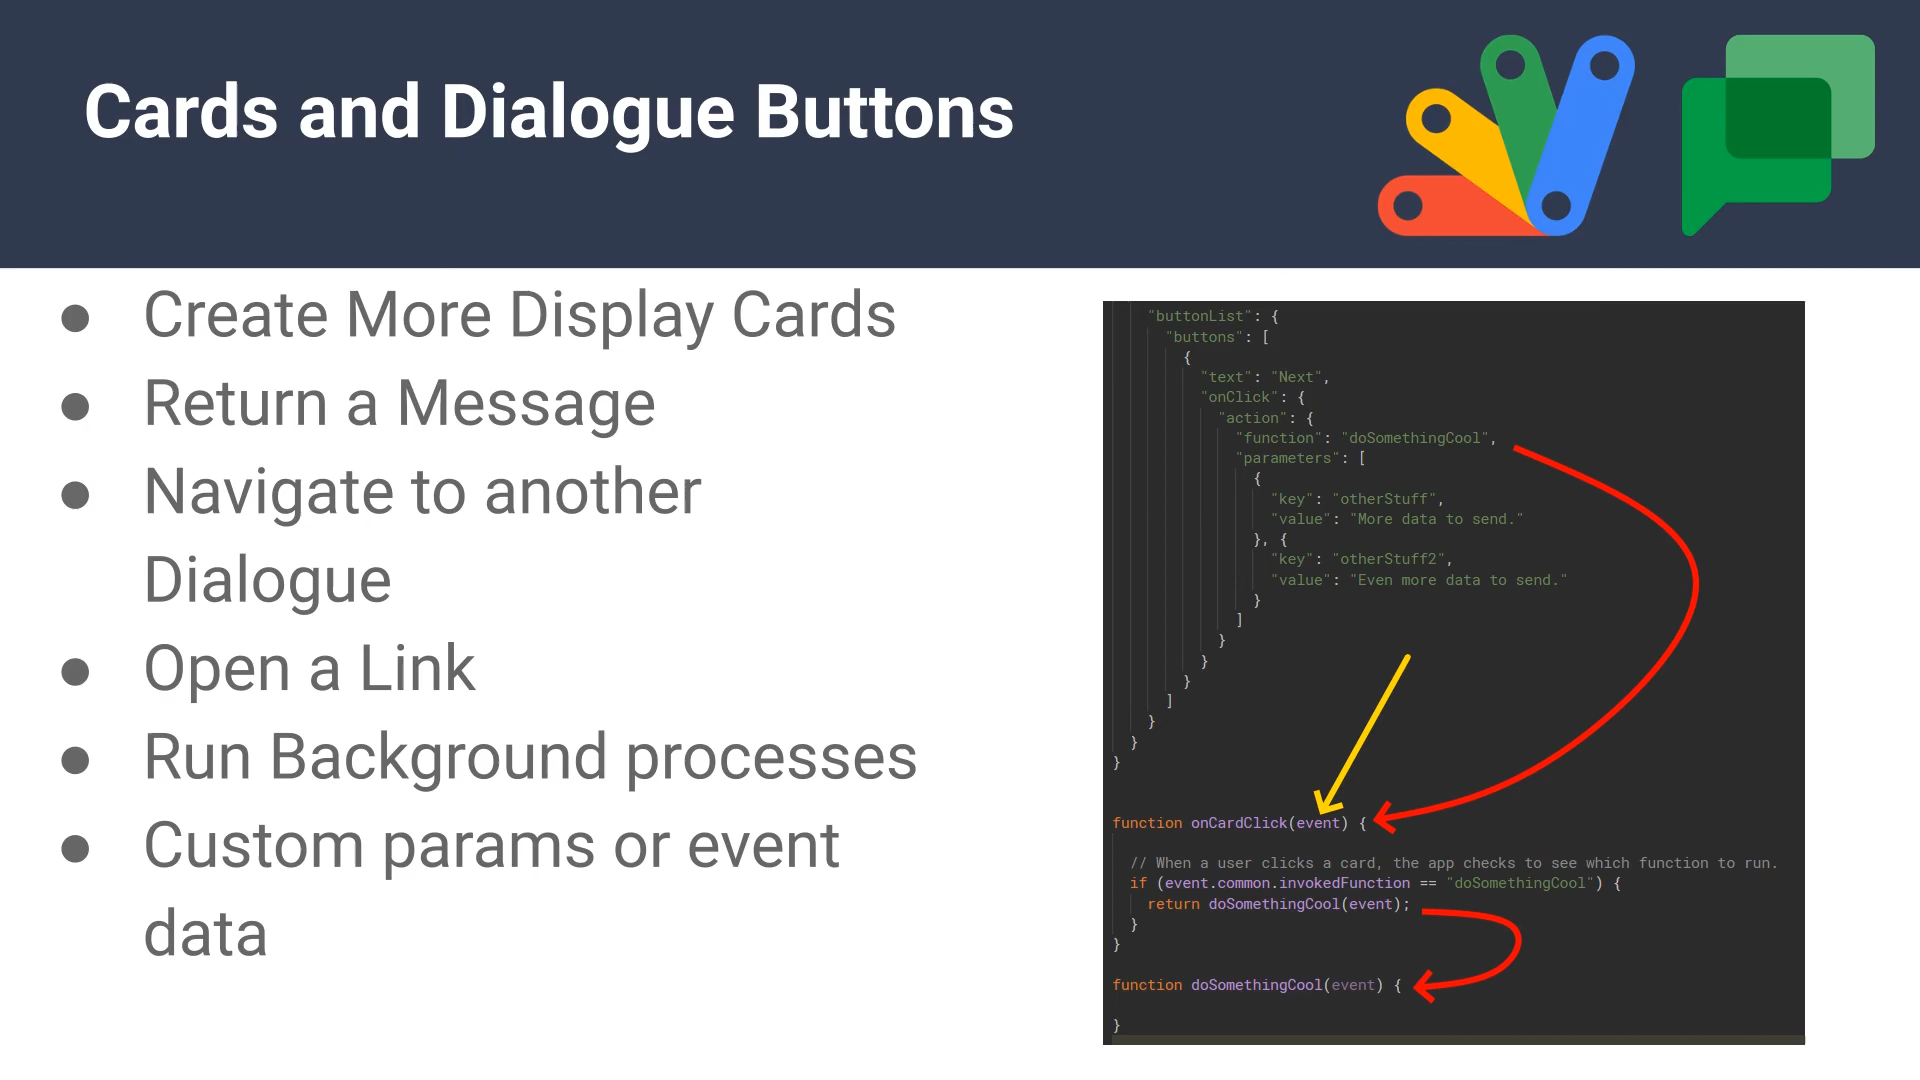 Cards and Dialogue Buttons
● Create More Display Cards
● Return a Message
● Navigate to another
Dialogue
● Open a Link
● Run Background processes
● Custom params or event
data
"buttonList": {
"buttons": [
{
"text": "Next",
"onClick": {
"action": {
"function": "doSomethingCool",
"parameters": [
{
"key": "otherStuff",
"value": "More data to send."
}, {
"key": "otherStuff2",
"value": "Even more data to send."
}
]
}
}
}
]
}
}
}
function onCardClick(event) {
// When a user clicks a card, the app checks to see which function to run.
if (event.common.invokedFunction == "doSomethingCool") {
return doSomethingCool(event);
}
}
function doSomethingCool(event) {
}